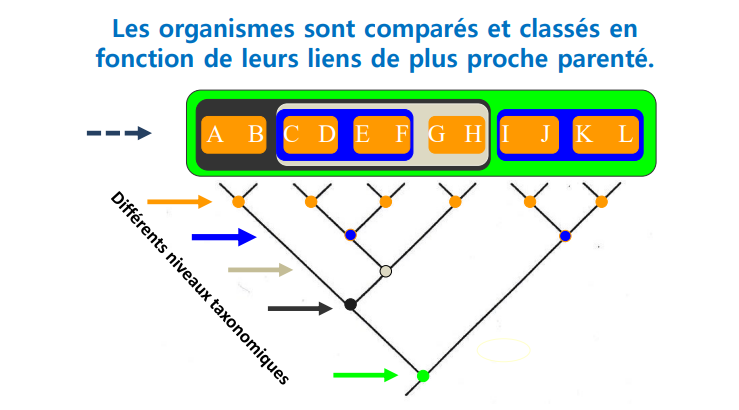 Les organismes sont comparés et classés en
fonction de leurs liens de plus proche parenté.
A B C D E F G H I J K L
Différents niveaux taxonomiques